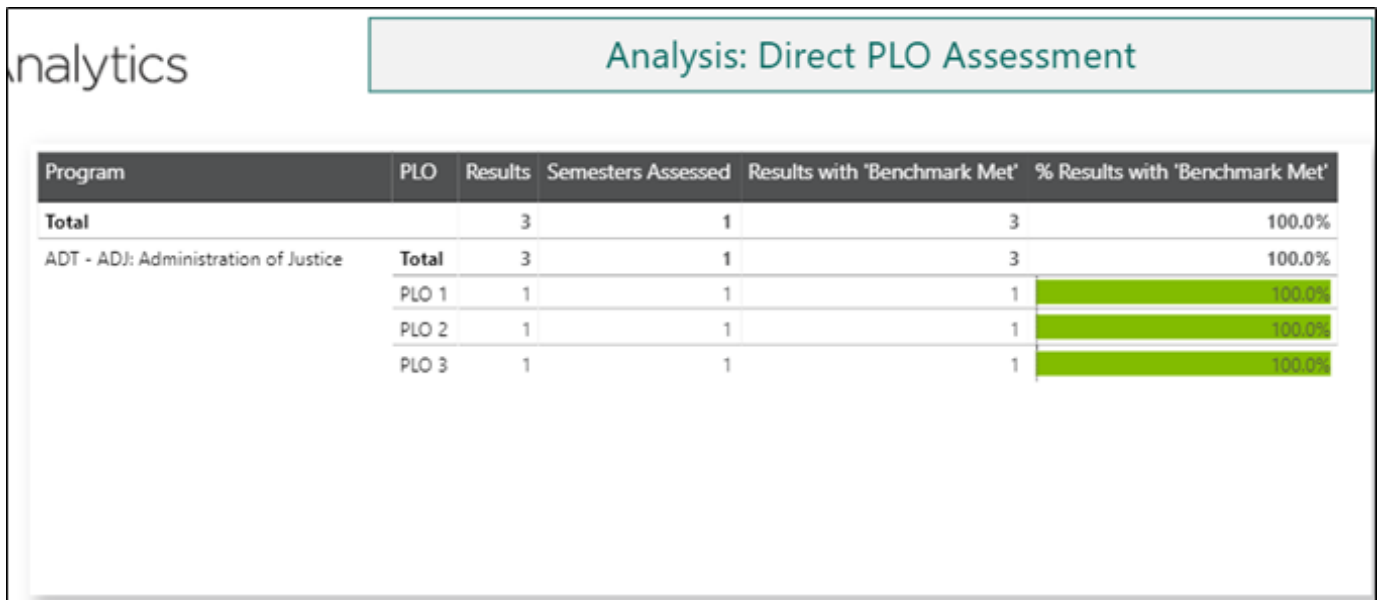 Analytics
Analysis: Direct PLO Assessment
Program PLO Results Semesters Assessed Results with 'Benchmark Met' % Results with 'Benchmark Met'
Total 3 1 3 100.0%
ADT - ADJ: Administration of Justice Total 3 1 3 100.0%
PLO 1 1 1 1 100.0%
PLO 2 1 1 1 100.0%
PLO 3 1 1 1 100.0%